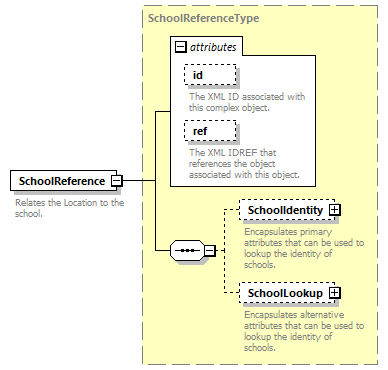 SchoolReferenceType
attributes
id
The XML ID associated with
this complex object.
ref
The XML IDREF that
references the object
associated with this object.
SchoolReference
Relates the Location to the
school.
SchoolIdentity
Encapsulates primary
attributes that can be used to
lookup the identity of
schools.
SchoolLookup
Encapsulates alternative
attributes that can be used to
lookup the identity of
schools.